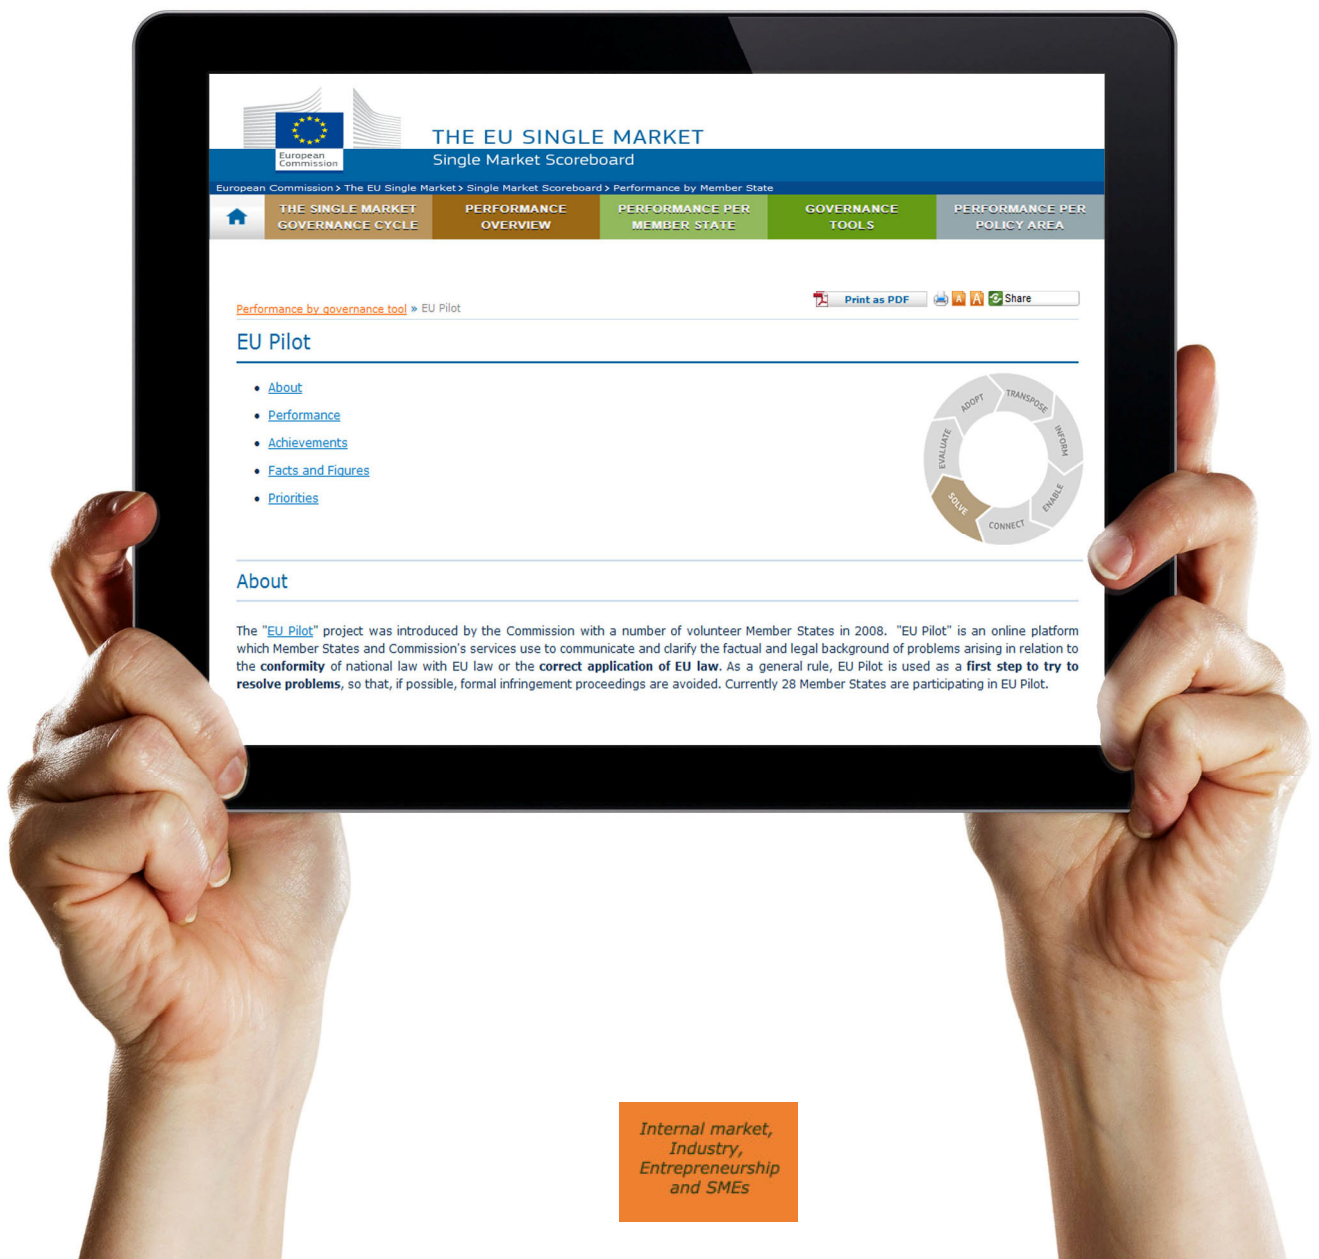 THE EU SINGLE MARKET
European
Commission
Single Market Scoreboard
European Commission > The EU Single Market > Single Market Scoreboard > Performance by Member State
THE SINGLE MARKET
GOVERNANCE CYCLE
PERFORMANCE
OVERVIEW
PERFORMANCE PER
MEMBER STATE
GOVERNANCE
TOOLS
PERFORMANCE PER
POLICY AREA
Performance by governance tool » EU Pilot
Print as PDF
A
A
Share
EU Pilot
• About
• Performance
• Achievements
• Facts and Figures
• Priorities
ADOPT
TRANSPOSE
INFORM
ENABLE
CONNECT
SOLVE
EVALUATE
About
The "EU Pilot" project was introduced by the Commission with a number of volunteer Member States in 2008. "EU Pilot" is an online platform
which Member States and Commission's services use to communicate and clarify the factual and legal background of problems arising in relation to
the conformity of national law with EU law or the correct application of EU law. As a general rule, EU Pilot is used as a first step to try to
resolve problems, so that, if possible, formal infringement proceedings are avoided. Currently 28 Member States are participating in EU Pilot.
Internal market,
Industry,
Entrepreneurship
and SMEs